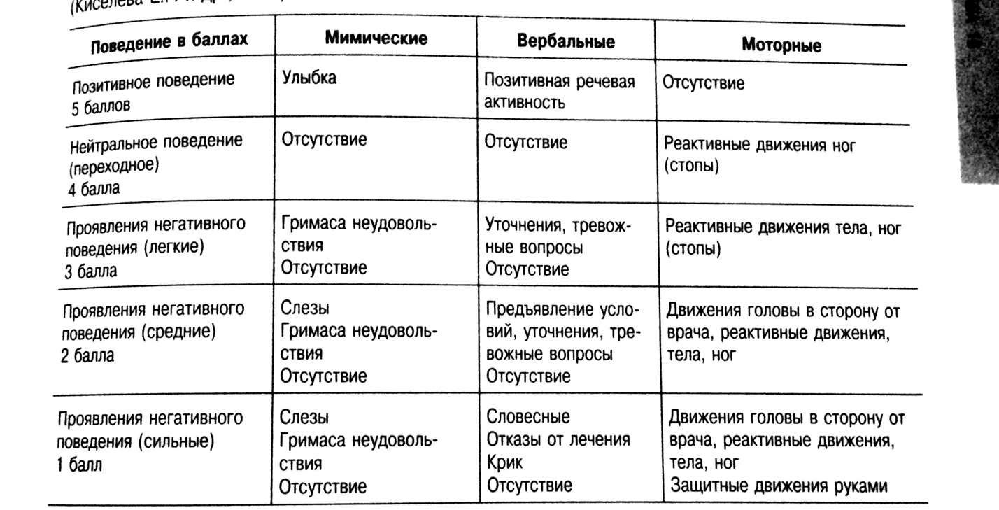 (Киселева
Поведение в баллах Мимические Вербальные Моторные
Позитивное поведение
5 баллов
Улыбка
Позитивная речевая
активность
Отсутствие
Нейтральное поведение
(переходное)
4 балла
Отсутствие
Отсутствие
Реактивные движения ног
(стопы)
Проявления негативного
поведения (легкие)
3 балла
Гримаса неудоволь-
ствия
Отсутствие
Уточнения, тревож-
ные вопросы
Отсутствие
Реактивные движения тела, ног
(стопы)
Проявления негативного
поведения (средние)
2 балла
Слезы
Гримаса неудоволь-
ствия
Отсутствие
Предъявление усло-
вий, уточнения, тре-
вожные вопросы
Отсутствие
Движения головы в сторону от
врача, реактивные движения,
тела, ног
Проявления негативного
поведения (сильные)
1 балл
Слезы
Гримаса неудоволь-
ствия
Отсутствие
Словесные
Отказы от лечения
Крик
Отсутствие
Движения головы в сторону от
врача, реактивные движения,
тела, ног
Защитные движения руками